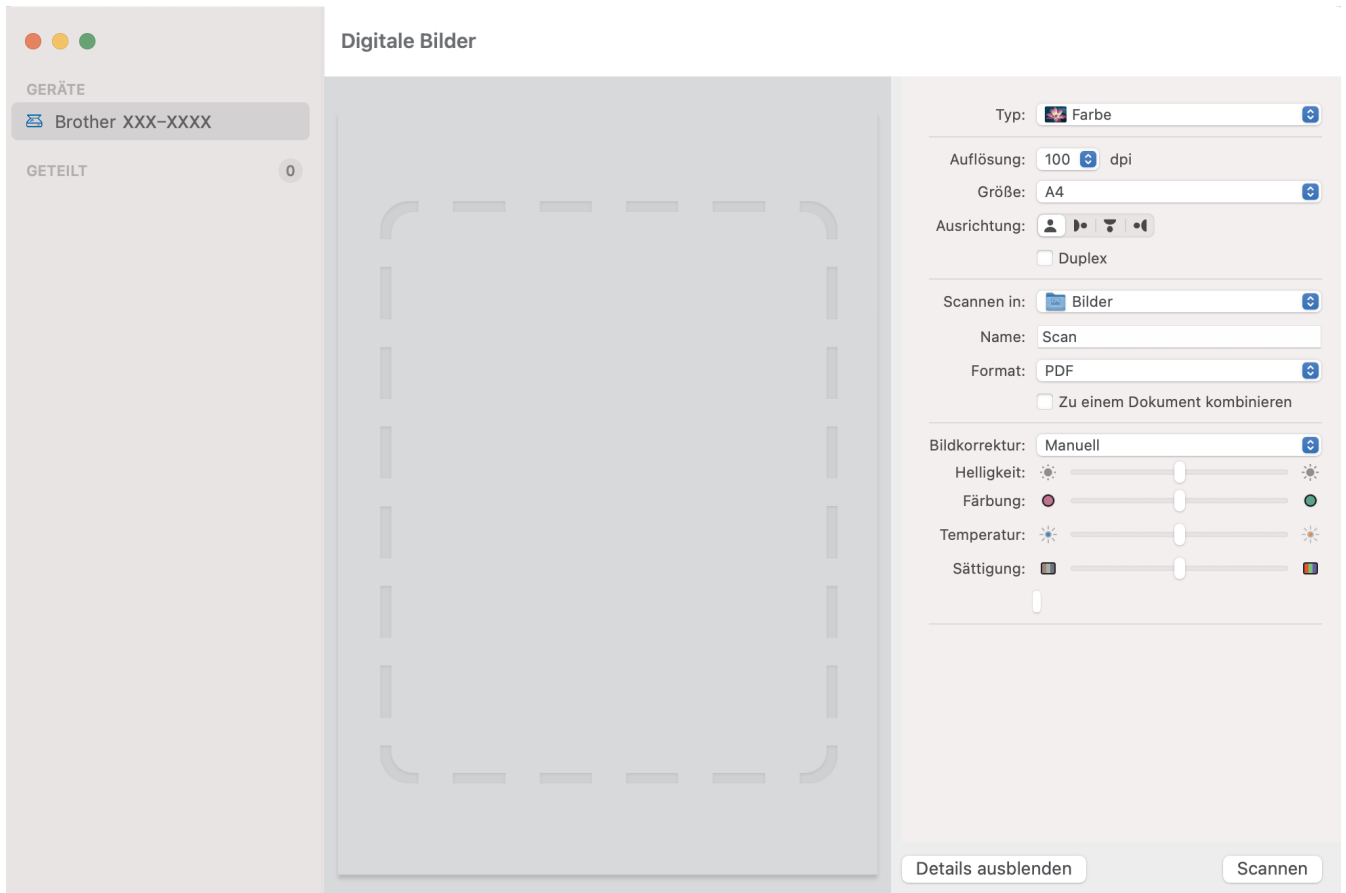 Digitale Bilder
GERÄTE
Brother XXX–XXXX
GETEILT 0
Typ: Farbe
Auflösung: 100 dpi
Größe: A4
Ausrichtung:
Duplex
Scannen in: Bilder
Name: Scan
Format: PDF
Zu einem Dokument kombinieren
Bildkorrektur: Manuell
Helligkeit:
Färbung:
Temperatur:
Sättigung:
Details ausblenden Scannen